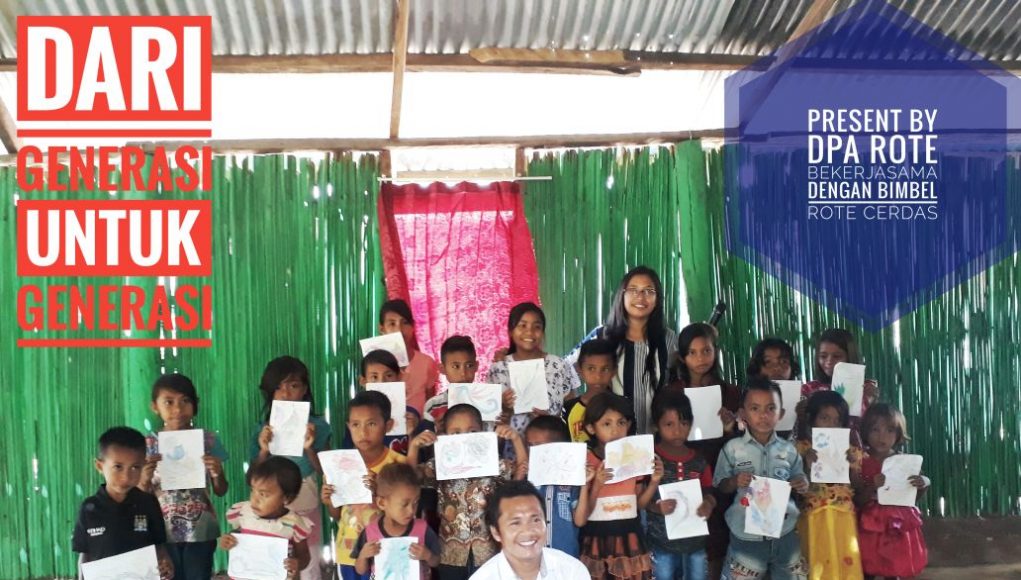 DARI
GENERASI
UNTUK
GENERASI
PRESENT BY
DPA ROTE
BEKERJASAMA
DENGAN BIMBEL
ROTE CERDAS